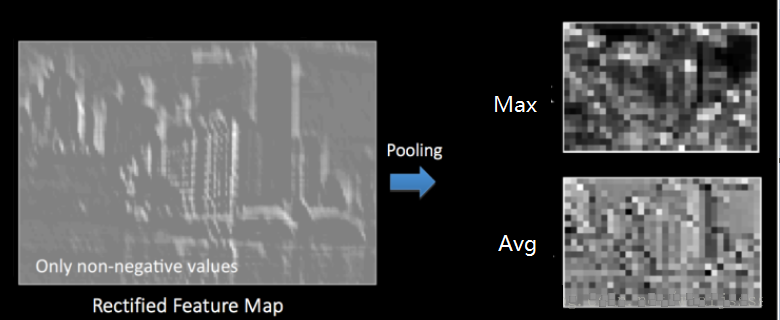 Max
Pooling
Avg
Only non-negative values
Rectified Feature Map